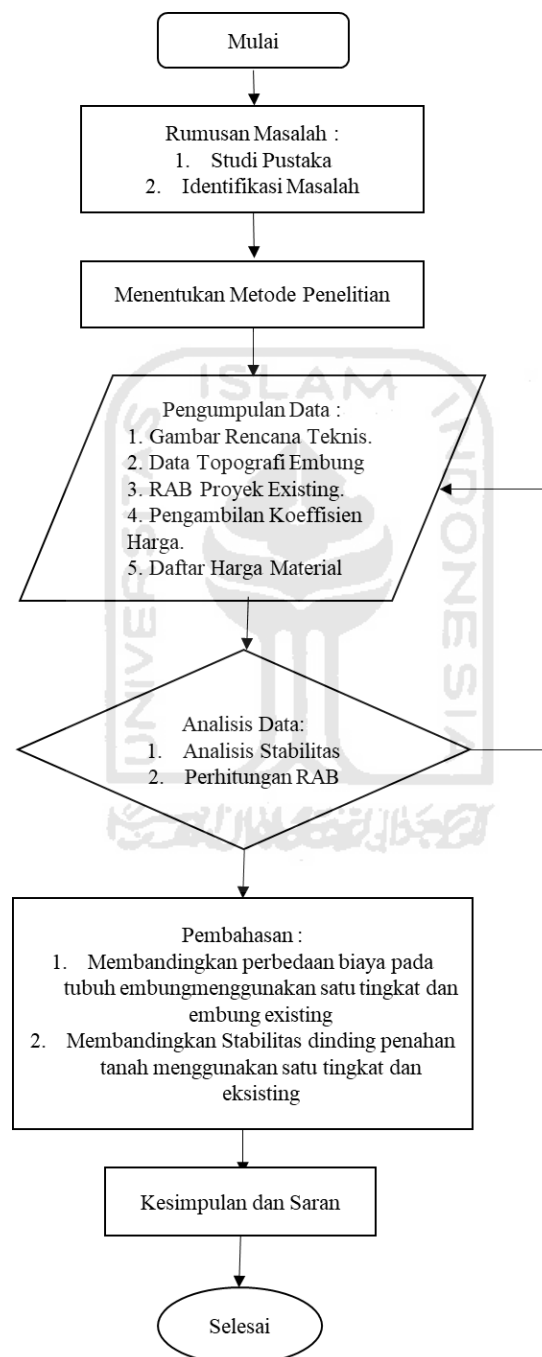 Mulai
Rumusan Masalah :
1. Studi Pustaka
2. Identifikasi Masalah
Menentukan Metode Penelitian
ISLAM
UNIVERSITAS
INDONESIA
Pengumpulan Data :
1. Gambar Rencana Teknis.
2. Data Topografi Embung
3. RAB Proyek Existing.
4. Pengambilan Koeffisien
Harga.
5. Daftar Harga Material
Analisis Data:
1. Analisis Stabilitas
2. Perhitungan RAB
Pembahasan :
1. Membandingkan perbedaan biaya pada
tubuh embungmenggunakan satu tingkat dan
embung existing
2. Membandingkan Stabilitas dinding penahan
tanah menggunakan satu tingkat dan
eksisting
Kesimpulan dan Saran
Selesai